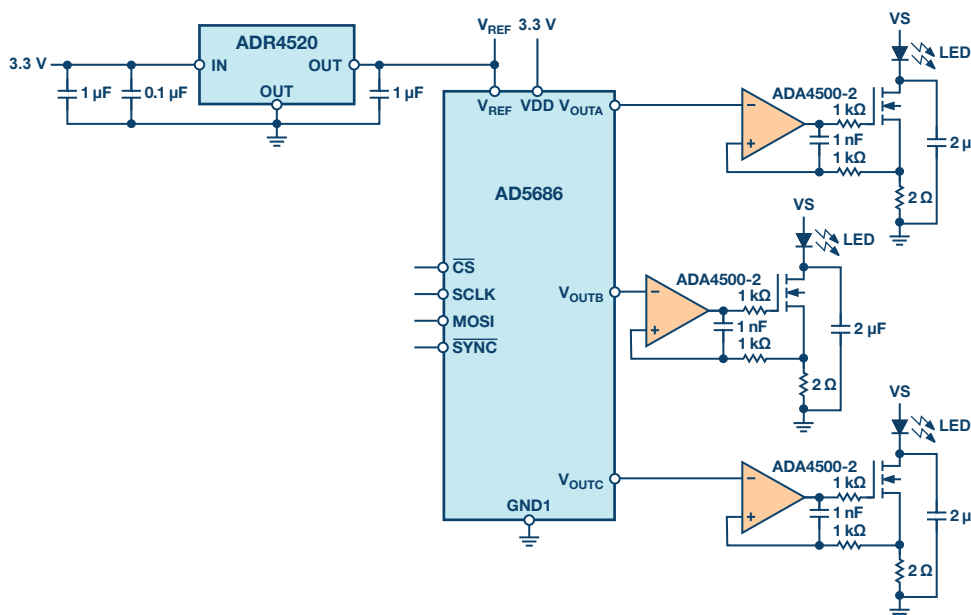 ADR4520
3.3 V
IN
OUT
OUT
1 µF
0.1 µF
1 µF
VREF
3.3 V
VREF
VDD
VOUTA
AD5686
CS
SCLK
MOSI
SYNC
VOUTB
VOUTC
GND1
VS
LED
ADA4500-2
1 kΩ
1 nF
1 kΩ
2 µ
2 Ω
VS
LED
ADA4500-2
1 kΩ
1 nF
1 kΩ
2 µF
2 Ω
VS
LED
ADA4500-2
1 kΩ
1 nF
1 kΩ
2 µ
2 Ω